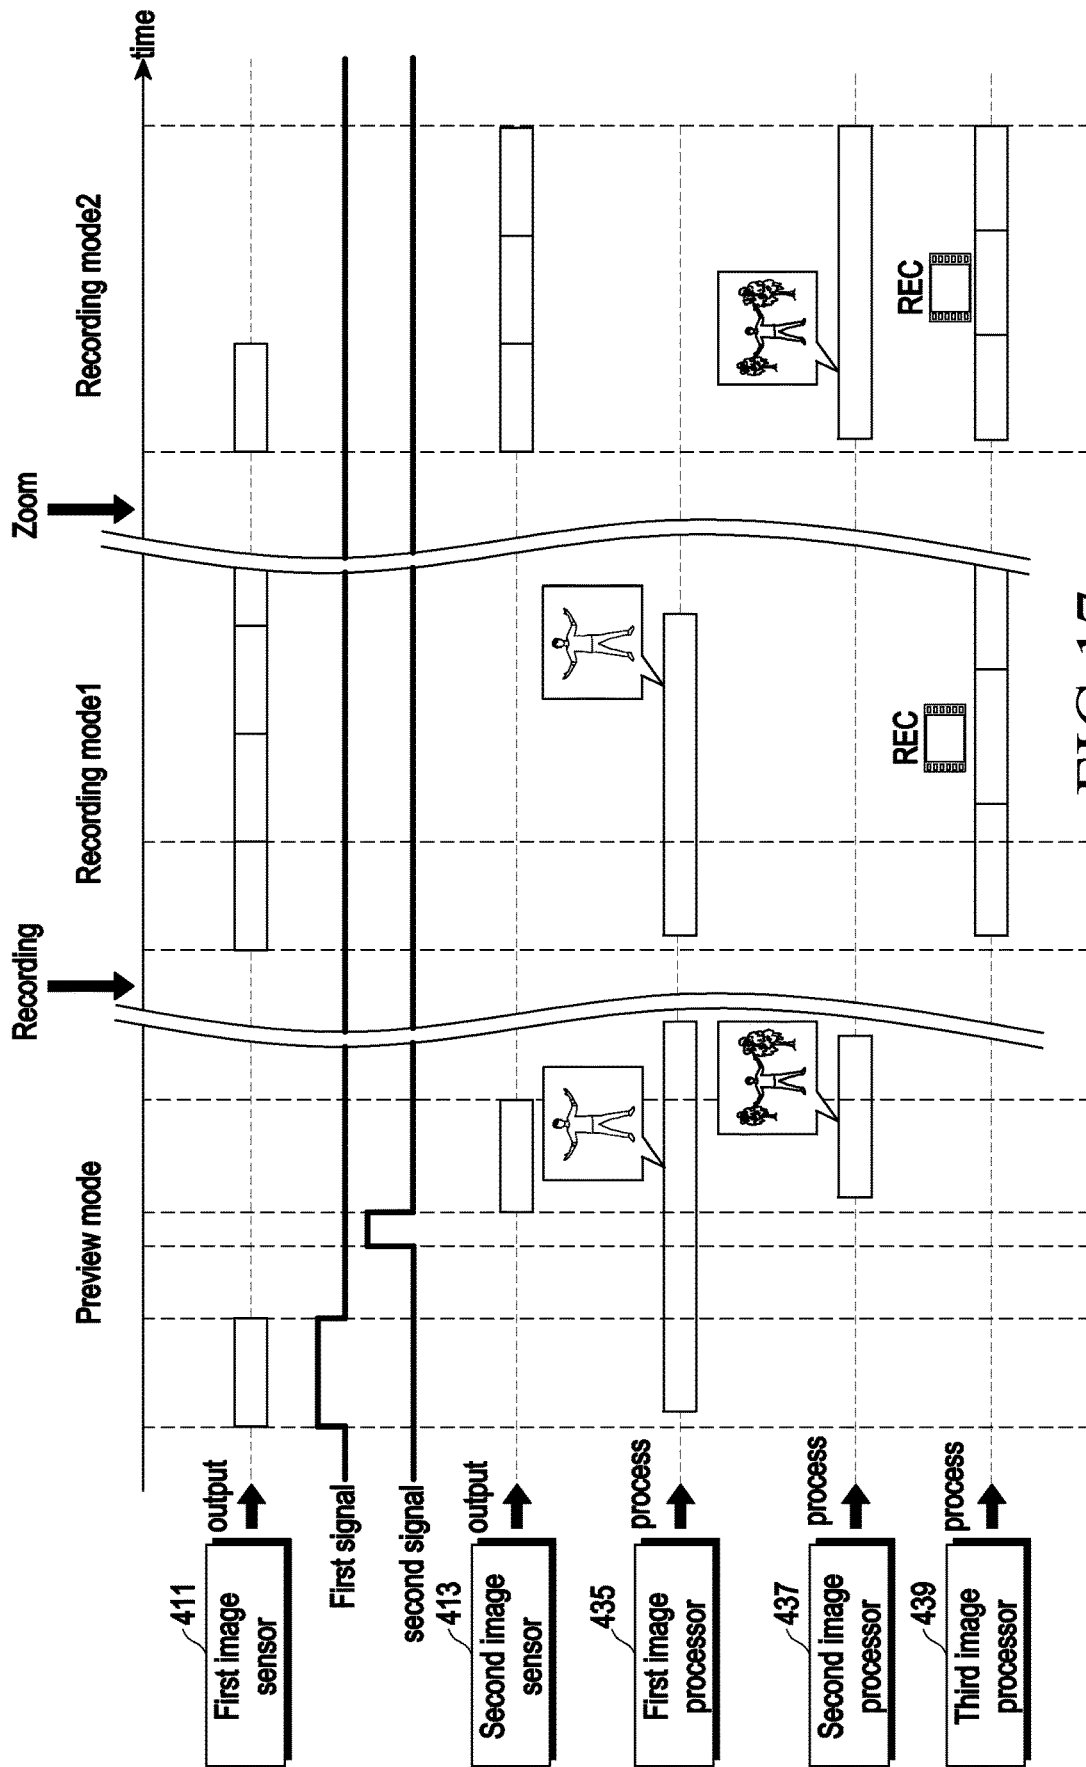 Recording
Zoom
Preview mode
Recording mode1
Recording mode2
time
411
First image
sensor
output
First signal
second signal
413
Second image
sensor
output
435
First image
processor
process
437
Second image
processor
process
439
Third image
processor
process
REC
REC